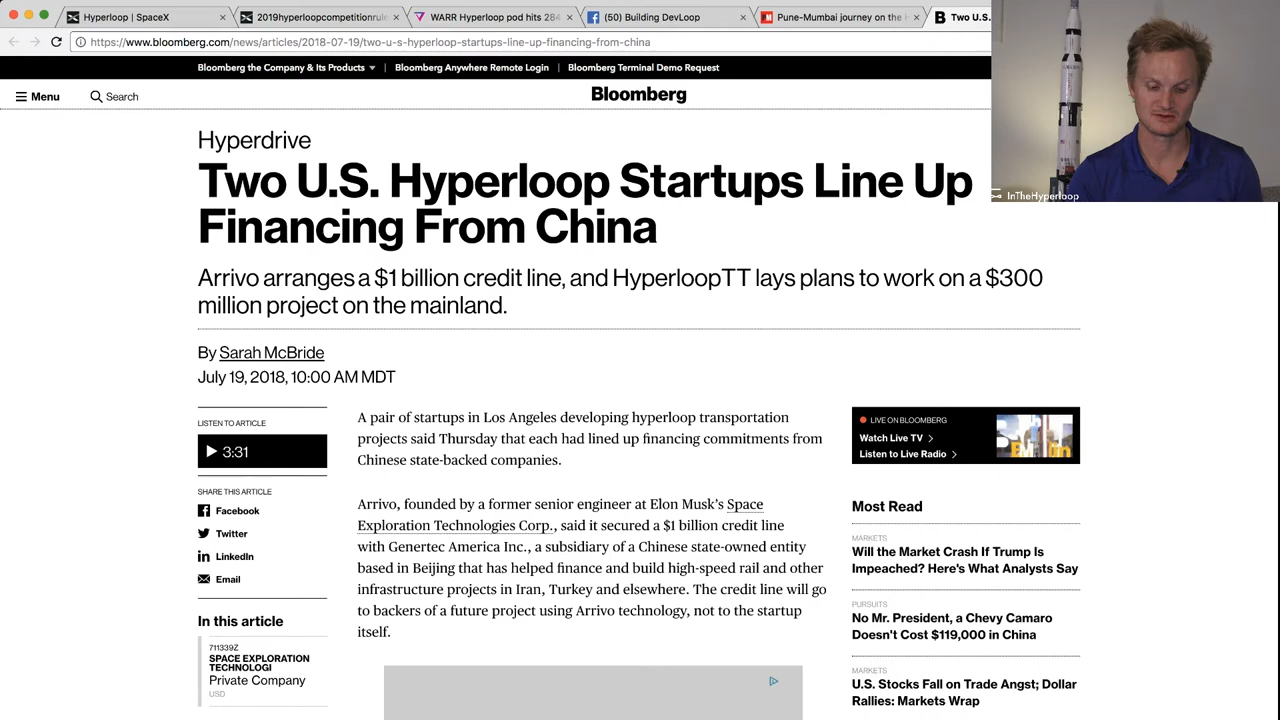 Hyperloop | SpaceX
2019hyperloopcompetitionrule
WARR Hyperloop pod hits 284
(50) Building DevLoop
Pune-Mumbai journey on the H
Two U.S.
https://www.bloomberg.com/news/articles/2018-07-19/two-u-s-hyperloop-startups-line-up-financing-from-china
Bloomberg the Company & Its Products
Bloomberg Anywhere Remote Login
Bloomberg Terminal Demo Request
Menu
Search
Bloomberg
InTheHyperloop
Hyperdrive
Two U.S. Hyperloop Startups Line Up
Financing From China
Arrivo arranges a $1 billion credit line, and HyperloopTT lays plans to work on a $300
million project on the mainland.
By Sarah McBride
July 19, 2018, 10:00 AM MDT
LISTEN TO ARTICLE
3:31
SHARE THIS ARTICLE
Facebook
Twitter
LinkedIn
Email
In this article
711339Z
SPACE EXPLORATION
TECHNOLOGI
Private Company
USD
A pair of startups in Los Angeles developing hyperloop transportation
projects said Thursday that each had lined up financing commitments from
Chinese state-backed companies.
Arrivo, founded by a former senior engineer at Elon Musk's Space
Exploration Technologies Corp., said it secured a $1 billion credit line
with Genertec America Inc., a subsidiary of a Chinese state-owned entity
based in Beijing that has helped finance and build high-speed rail and other
infrastructure projects in Iran, Turkey and elsewhere. The credit line will go
to backers of a future project using Arrivo technology, not to the startup
itself.
LIVE ON BLOOMBERG
Watch Live TV
Listen to Live Radio
Most Read
MARKETS
Will the Market Crash If Trump Is
Impeached? Here's What Analysts Say
PURSUITS
No Mr. President, a Chevy Camaro
Doesn't Cost $119,000 in China
MARKETS
U.S. Stocks Fall on Trade Angst; Dollar
Rallies: Markets Wrap